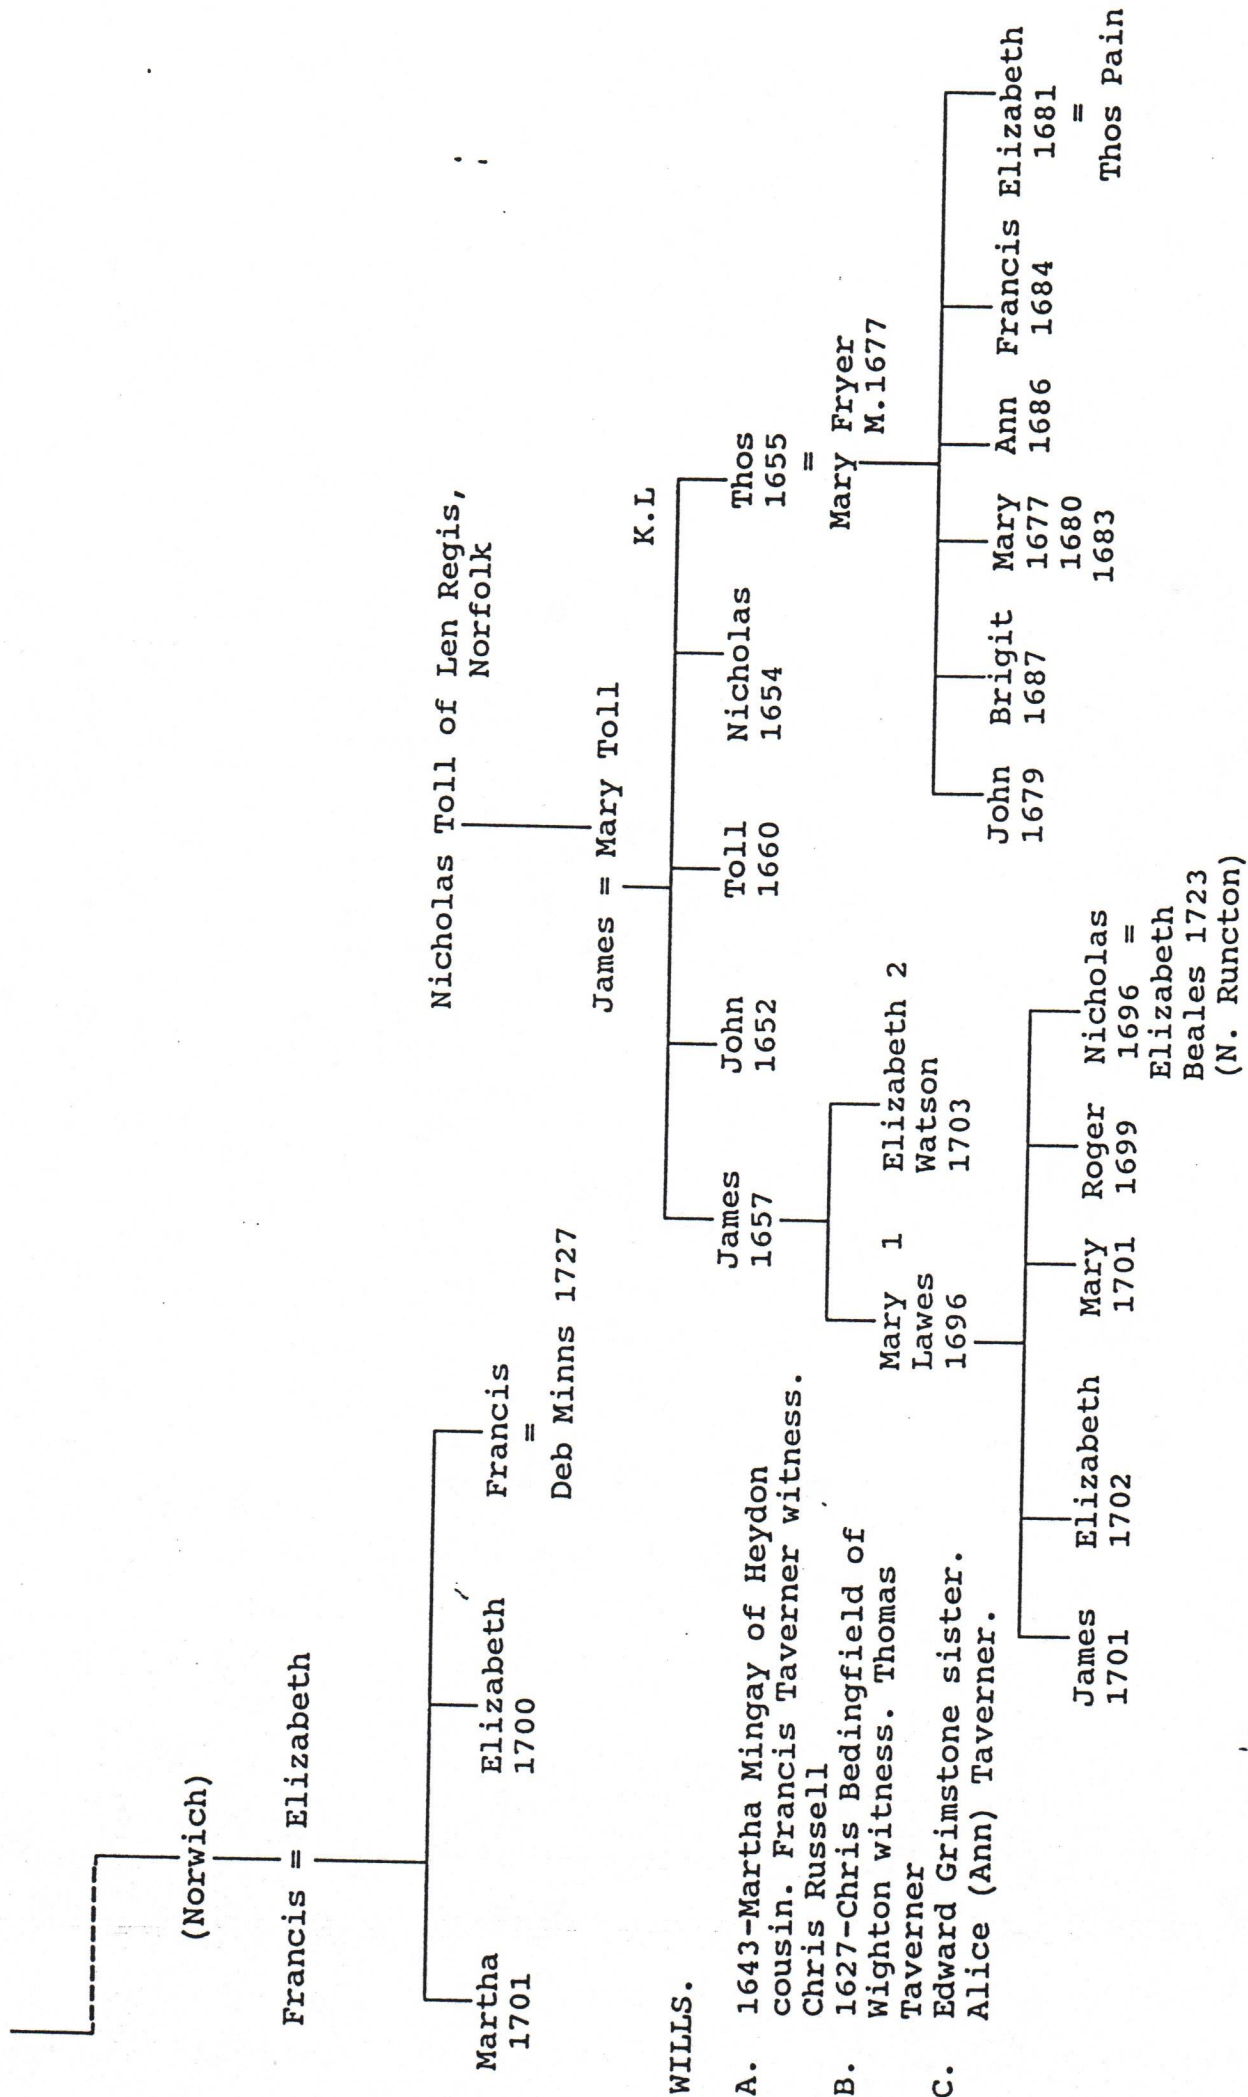 (Norwich)
Francis = Elizabeth
Martha Elizabeth Francis
1701 1700 =
Deb Minns 1727
Nicholas Toll of Len Regis,
Norfolk
James = Mary Toll
K.L
James John Toll Nicholas Thos
1657 1652 1660 1654 1655
=
Mary Fryer
M.1677
Mary 1 Elizabeth 2
Lawes Watson
1696 1703
John Brigit Mary Ann Francis Elizabeth
1679 1687 1677 1686 1684 1681
1680 =
1683 Thos Pain
James Elizabeth Mary Roger Nicholas
1701 1702 1701 1699 1696 =
Elizabeth
Beales 1723
(N. Runcton)
WILLS.
A. 1643-Martha Mingay of Heydon
cousin. Francis Taverner witness.
Chris Russell
B. 1627-Chris Bedingfield of
Wighton witness. Thomas
Taverner
C. Edward Grimstone sister.
Alice (Ann) Taverner.